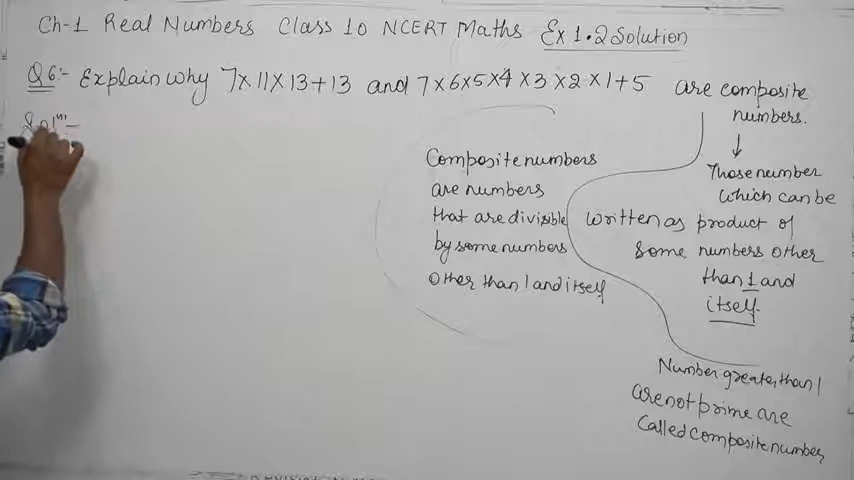 Ch-1 Real Numbers Class 10 NCERT Maths Ex 1.2 Solution
Q6:- Explain why 7×11×13+13 and 7×6×5×4×3×2×1+5 are composite numbers.
Solⁿ:-
Composite numbers
are numbers
that are divisible
by some numbers
other than 1 and itself
Those number
which can be
written as product of
some numbers other
than 1 and
itself.
Number greater than 1
are not prime are
called composite number